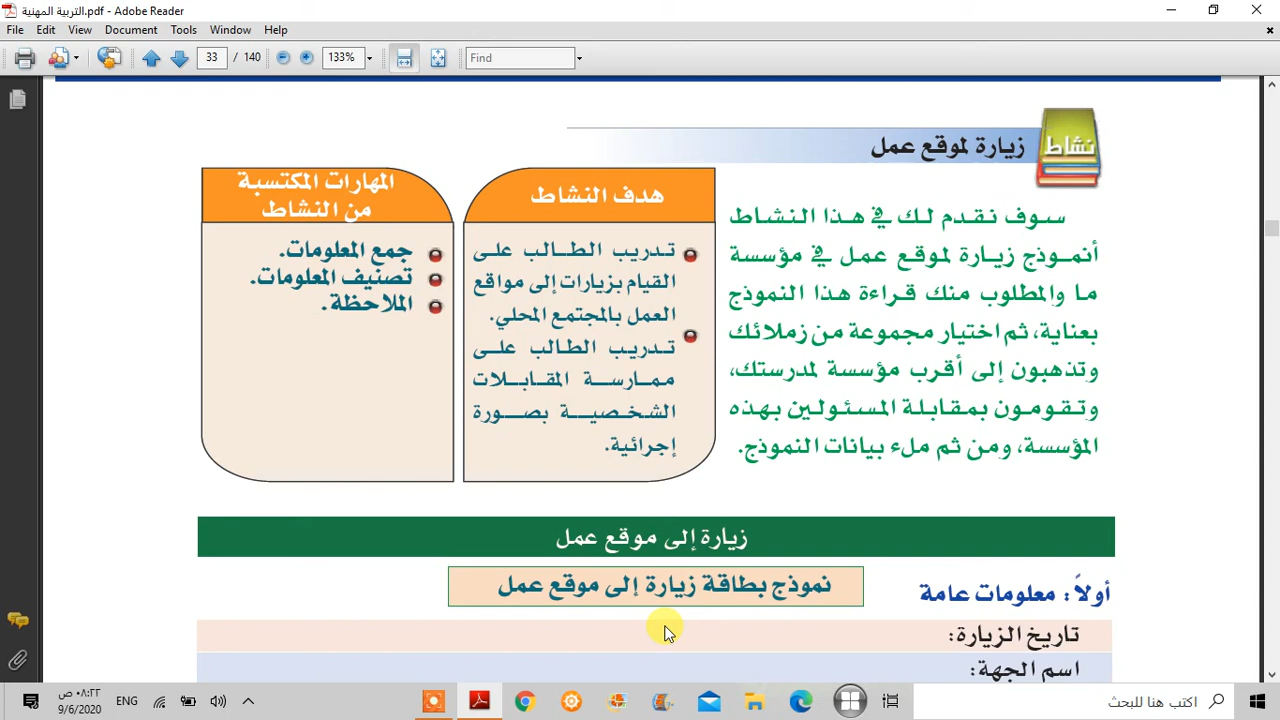 التربية المهنية.pdf - Adobe Reader
File Edit View Document Tools Window Help
33 / 140 133% Find
نشاط
زيارة لموقع عمل
سوف نقدم لك في هذا النشاط
أنموذج زيارة لموقع عمل في مؤسسة
ما والمطلوب منك قراءة هذا النموذج
بعناية، ثم اختيار مجموعة من زملائك
وتذهبون إلى أقرب مؤسسة لمدرستك،
وتقومون بمقابلة المسئولين بهذه
المؤسسة، ومن ثم ملء بيانات النموذج.
هدف النشاط
تدريب الطالب على
القيام بزيارات إلى مواقع
العمل بالمجتمع المحلي.
تدريب الطالب على
ممارسة المقابلات
الشخصية بصورة
إجرائية.
المهارات المكتسبة
من النشاط
جمع المعلومات.
تصنيف المعلومات.
الملاحظة.
زيارة إلى موقع عمل
نموذج بطاقة زيارة إلى موقع عمل
أولاً : معلومات عامة
تاريخ الزيارة:
اسم الجهة:
اكتب هنا للبحث
ENG
٠٨:٢٢ ص
9/6/2020